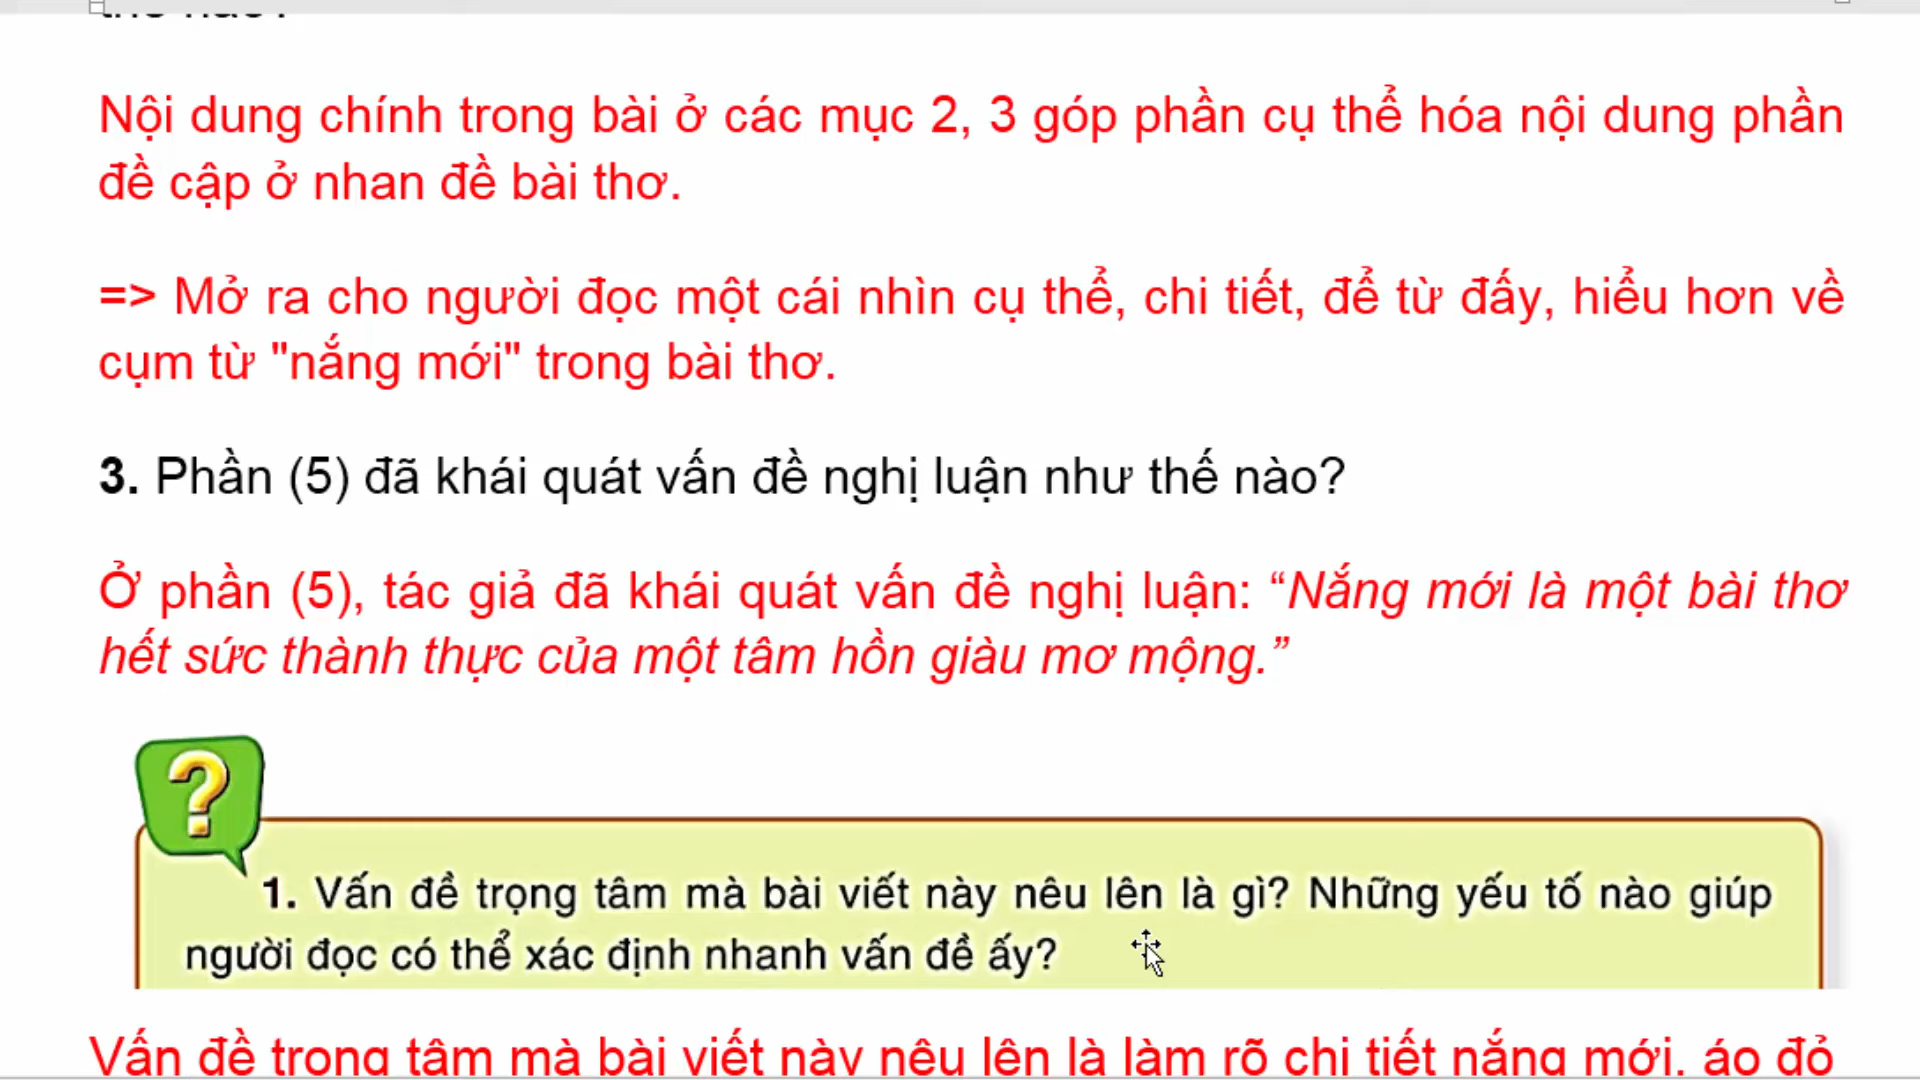 Nội dung chính trong bài ở các mục 2, 3 góp phần cụ thể hóa nội dung phần
đề cập ở nhan đề bài thơ.
=> Mở ra cho người đọc một cái nhìn cụ thể, chi tiết, để từ đấy, hiểu hơn về
cụm từ "nắng mới" trong bài thơ.
3. Phần (5) đã khái quát vấn đề nghị luận như thế nào?
Ở phần (5), tác giả đã khái quát vấn đề nghị luận: “Nắng mới là một bài thơ
hết sức thành thực của một tâm hồn giàu mơ mộng.”
?
1. Vấn đề trọng tâm mà bài viết này nêu lên là gì? Những yếu tố nào giúp
người đọc có thể xác định nhanh vấn đề ấy?
Vấn đề trọng tâm mà bài viết này nêu lên là làm rõ chi tiết nắng mới, áo đỏ